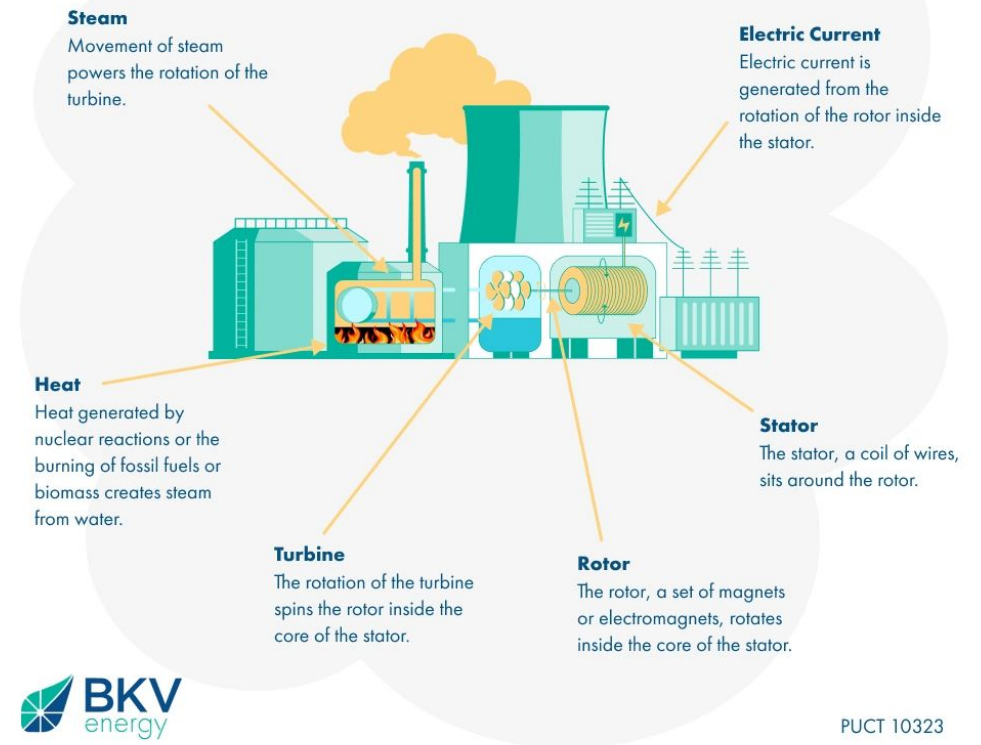 Steam
Movement of steam
powers the rotation of the
turbine.
Electric Current
Electric current is
generated from the
rotation of the rotor inside
the stator.
Heat
Heat generated by
nuclear reactions or the
burning of fossil fuels or
biomass creates steam
from water.
Stator
The stator, a coil of wires,
sits around the rotor.
Turbine
The rotation of the turbine
spins the rotor inside the
core of the stator.
Rotor
The rotor, a set of magnets
or electromagnets, rotates
inside the core of the stator.
BKV
energy
PUCT 10323